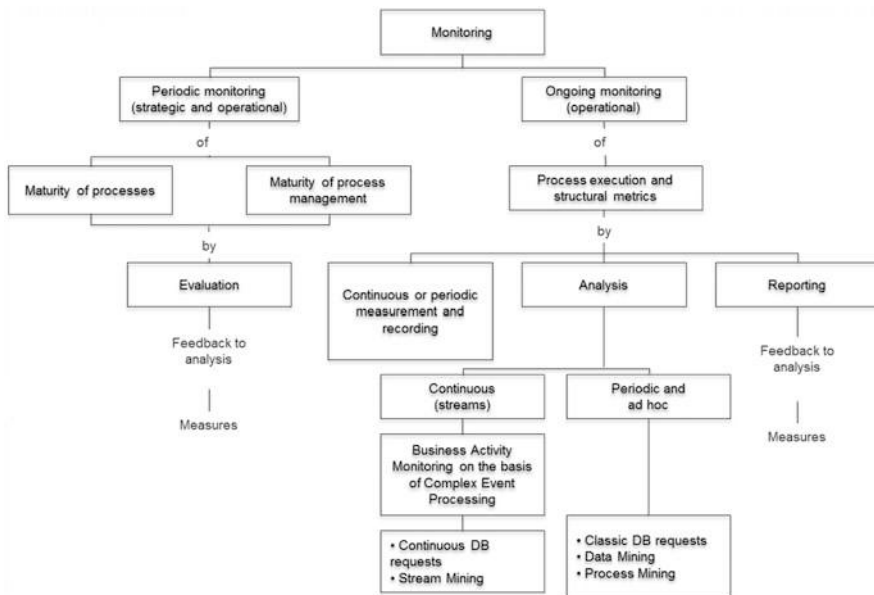 Monitoring
Periodic monitoring
(strategic and operational)
Ongoing monitoring
(operational)
of
of
Maturity of processes
Maturity of process
management
Process execution and
structural metrics
by
by
Evaluation
Continuous or periodic
measurement and
recording
Analysis
Reporting
Feedback to
analysis
Feedback to
analysis
Continuous
(streams)
Periodic and
ad hoc
Measures
Measures
Business Activity
Monitoring on the basis
of Complex Event
Processing
• Continuous DB
requests
• Stream Mining
• Classic DB requests
• Data Mining
• Process Mining